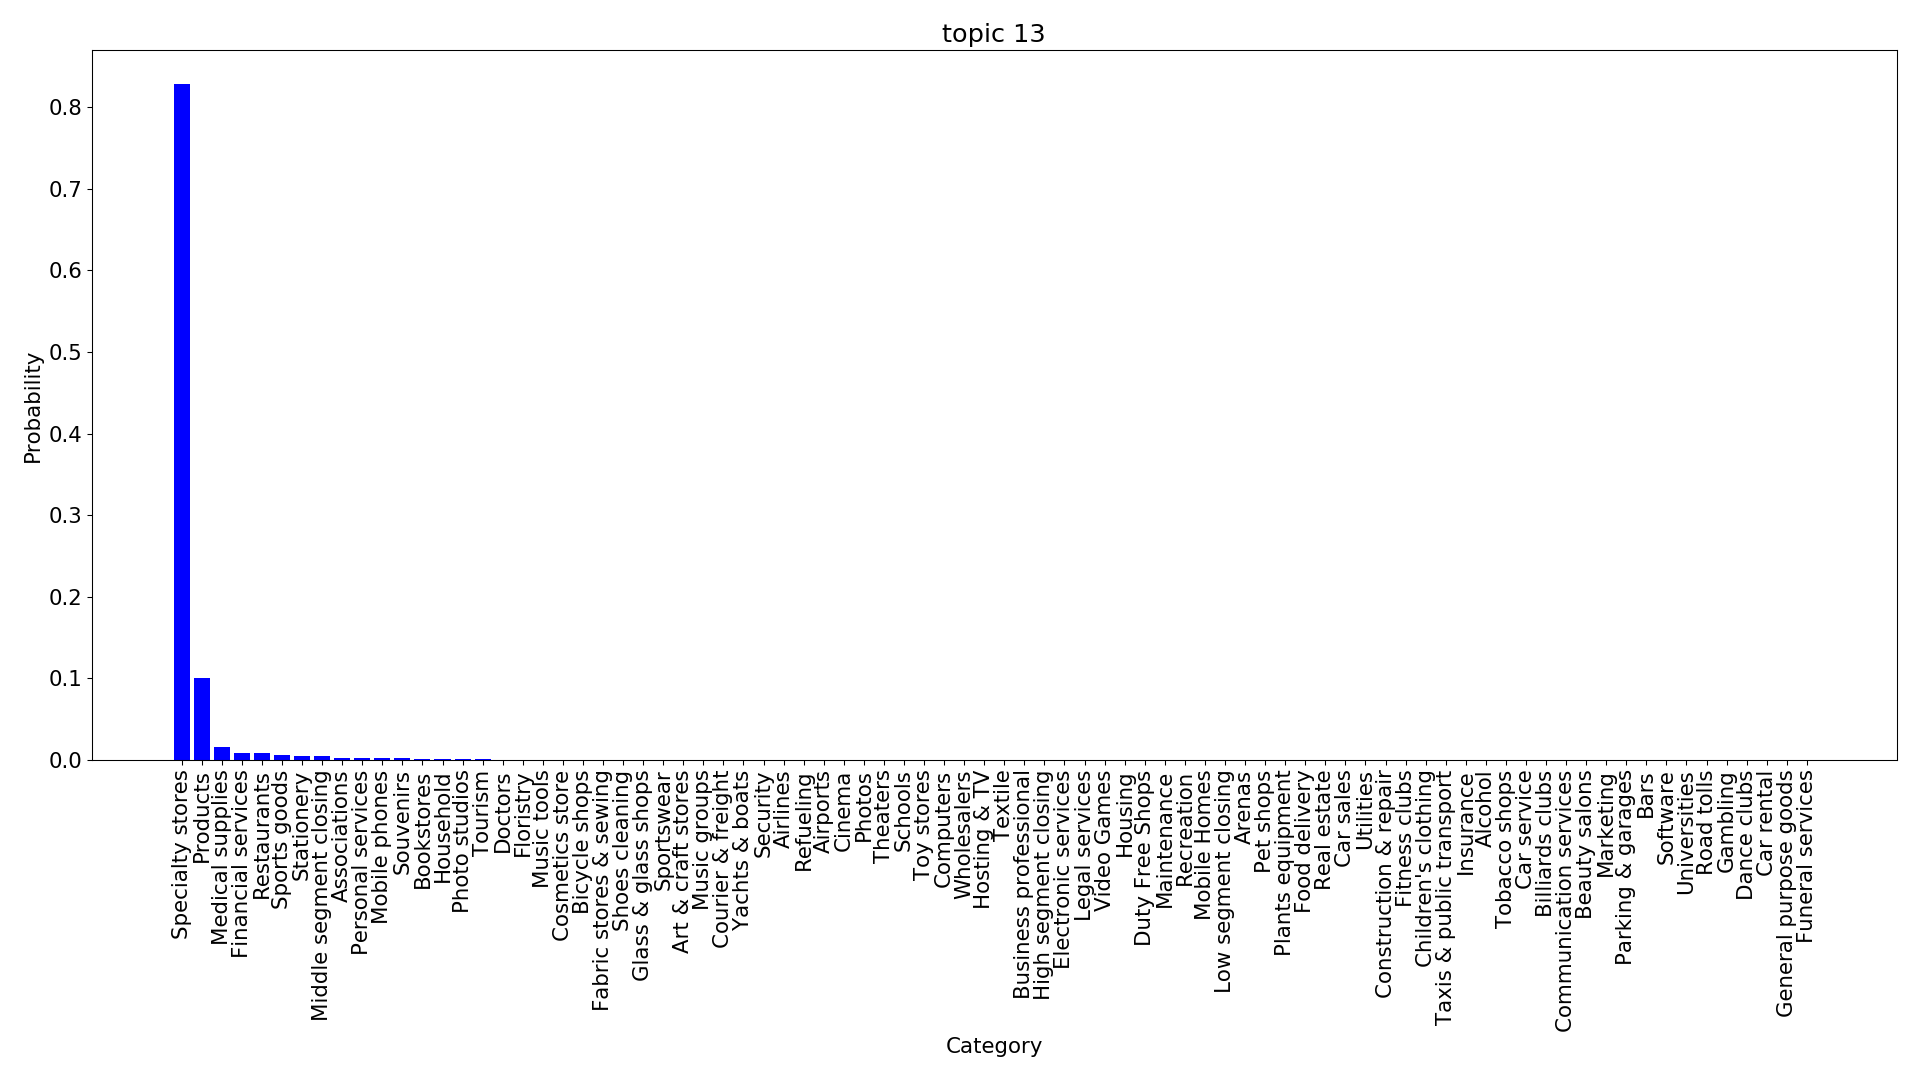 topic 13
Probability
0.8
0.7
0.6
0.5
0.4
0.3
0.2
0.1
0.0
Specialty stores
Products
Medical supplies
Financial services
Restaurants
Sports goods
Stationery
Middle segment closing
Associations
Personal services
Mobile phones
Souvenirs
Bookstores
Household
Photo studios
Tourism
Doctors
Floristry
Music tools
Cosmetics store
Bicycle shops
Fabric stores & sewing
Shoes cleaning
Glass & glass shops
Sportswear
Art & craft stores
Music groups
Courier & freight
Yachts & boats
Security
Airlines
Refueling
Airports
Cinema
Photos
Theaters
Schools
Toy stores
Computers
Wholesalers
Hosting & TV
Textile
Business professional
High segment closing
Electronic services
Legal services
Video Games
Housing
Duty Free Shops
Maintenance
Recreation
Mobile Homes
Low segment closing
Arenas
Pet shops
Plants equipment
Food delivery
Real estate
Car sales
Utilities
Construction & repair
Fitness clubs
Children's clothing
Taxis & public transport
Insurance
Alcohol
Tobacco shops
Car service
Billiards clubs
Communication services
Beauty salons
Marketing
Parking & garages
Bars
Software
Universities
Road tolls
Gambling
Dance clubs
Car rental
General purpose goods
Funeral services
Category